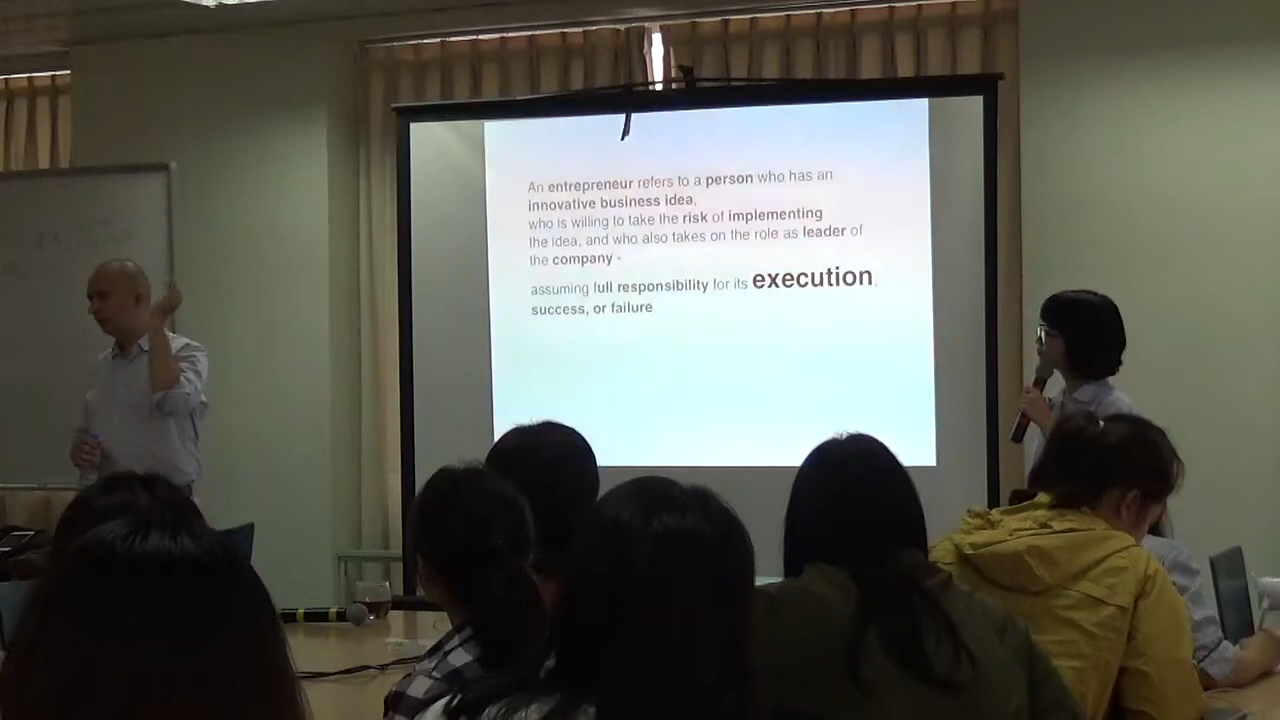 An entrepreneur refers to a person who has an
innovative business idea,
who is willing to take the risk of implementing
the idea, and who also takes on the role as leader of
the company -
assuming full responsibility for its execution,
success, or failure